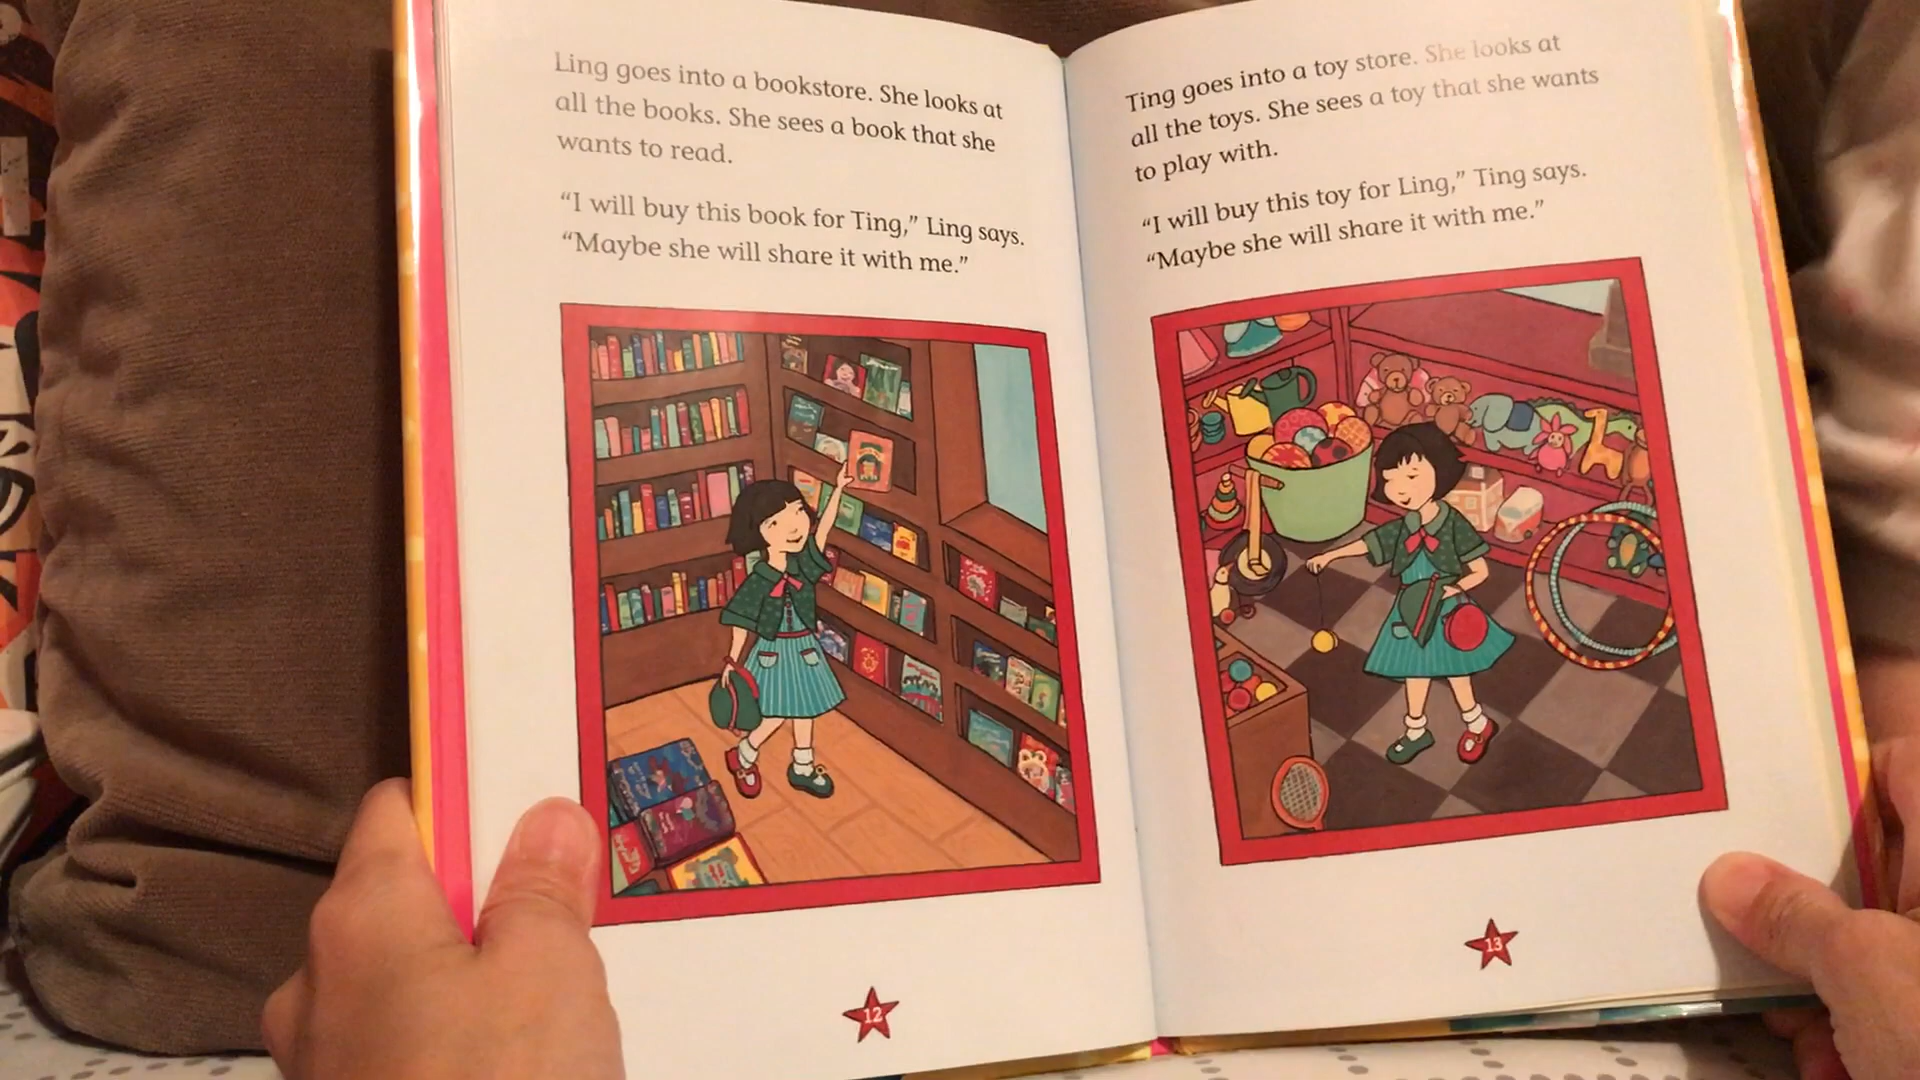 Ling goes into a bookstore. She looks at
all the books. She sees a book that she
wants to read.
“I will buy this book for Ting,” Ling says.
“Maybe she will share it with me.”
12
Ting goes into a toy store. She looks at
all the toys. She sees a toy that she wants
to play with.
“I will buy this toy for Ling,” Ting says.
“Maybe she will share it with me.”
13